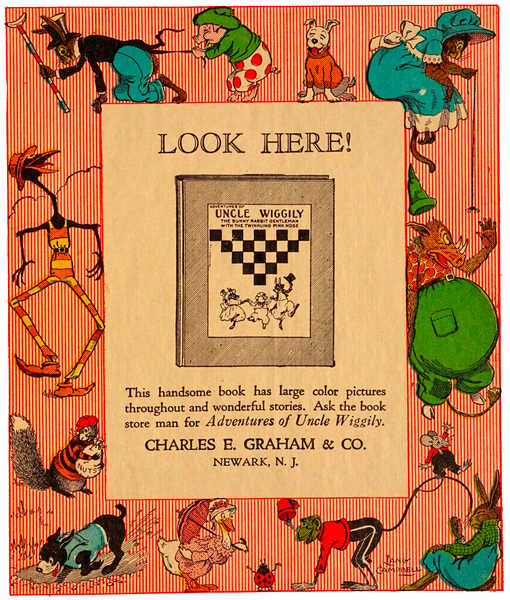 LOOK HERE!
ADVENTURES OF
UNCLE WIGGILY
THE BUNNY RABBIT GENTLEMAN
WITH THE TWINKLING PINK NOSE
This handsome book has large color pictures
throughout and wonderful stories. Ask the book
store man for Adventures of Uncle Wiggily.
CHARLES E. GRAHAM & CO.
NEWARK, N. J.
NUTS
LANG
CAMPBELL